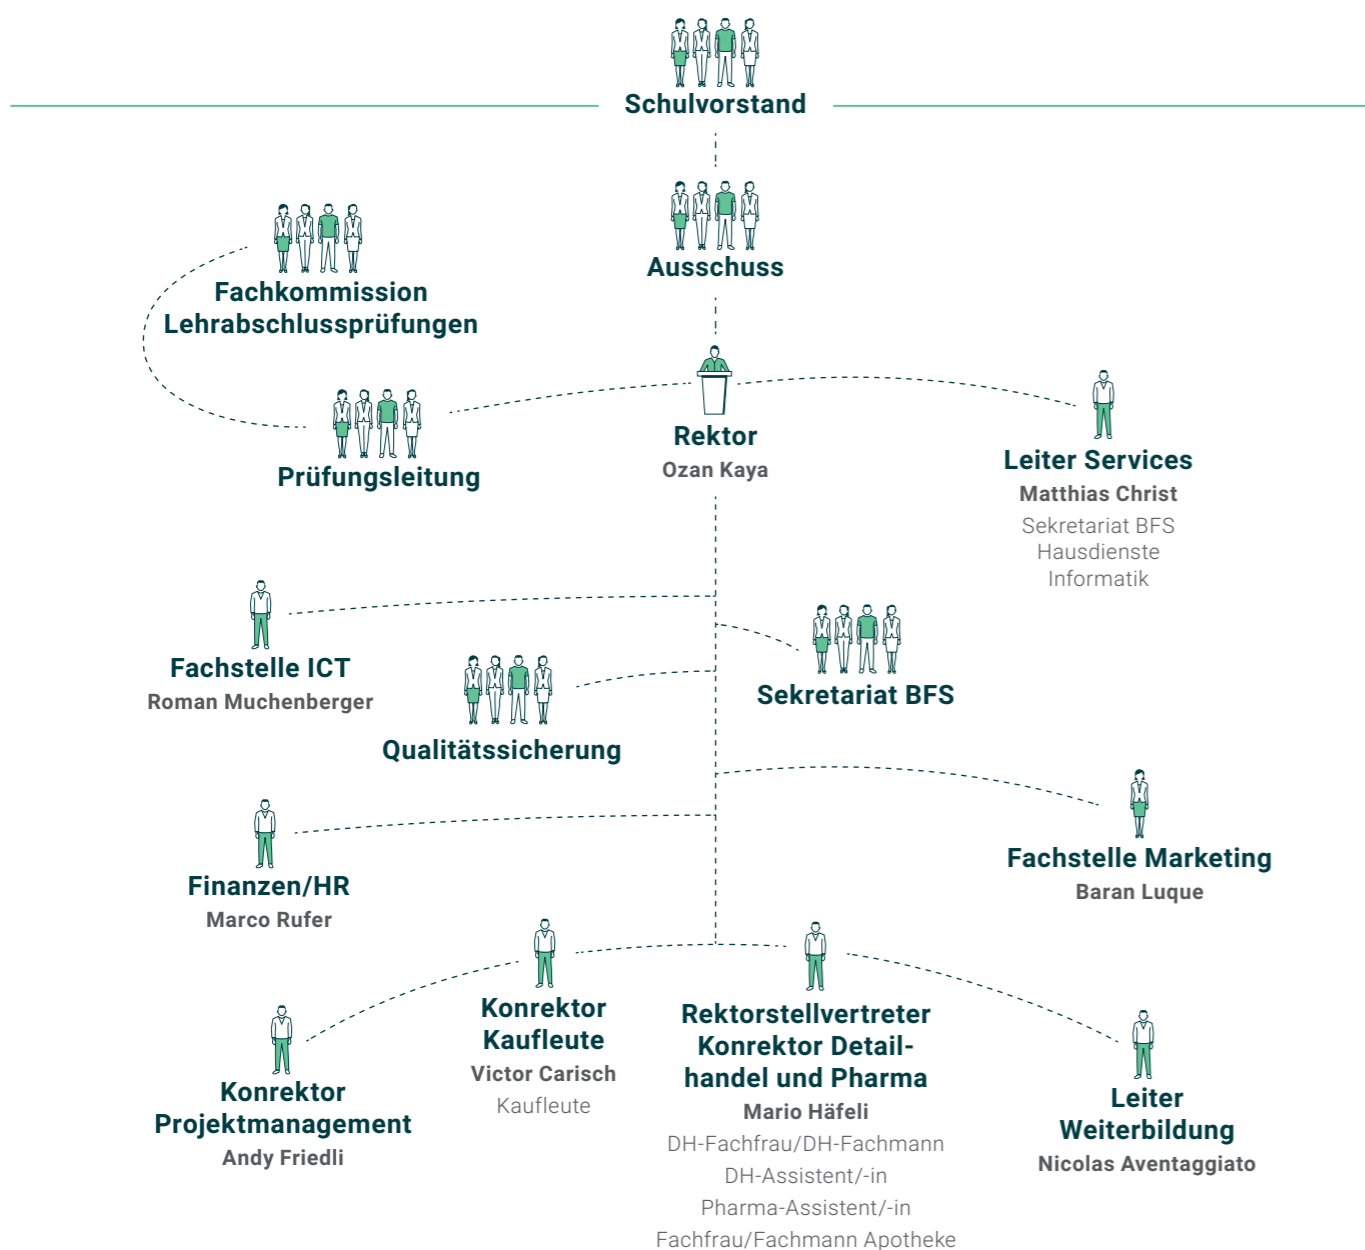 Schulvorstand
Ausschuss
Fachkommission
Lehrabschlussprüfungen
Prüfungsleitung
Rektor
Ozan Kaya
Leiter Services
Matthias Christ
Sekretariat BFS
Hausdienste
Informatik
Fachstelle ICT
Roman Muchenberger
Sekretariat BFS
Qualitätssicherung
Finanzen/HR
Marco Rufer
Fachstelle Marketing
Baran Luque
Konrektor
Projektmanagement
Andy Friedli
Konrektor
Kaufleute
Victor Carisch
Kaufleute
Rektorstellvertreter
Konrektor Detail-
handel und Pharma
Mario Häfeli
DH-Fachfrau/DH-Fachmann
DH-Assistent/-in
Pharma-Assistent/-in
Fachfrau/Fachmann Apotheke
Leiter
Weiterbildung
Nicolas Aventaggiato